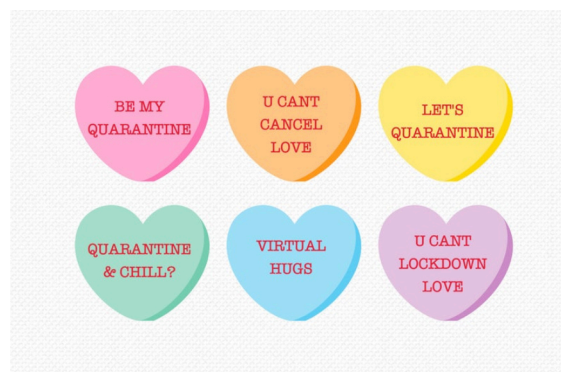 BE MY
QUARANTINE
U CANT
CANCEL
LOVE
LET'S
QUARANTINE
QUARANTINE
& CHILL?
VIRTUAL
HUGS
U CANT
LOCKDOWN
LOVE